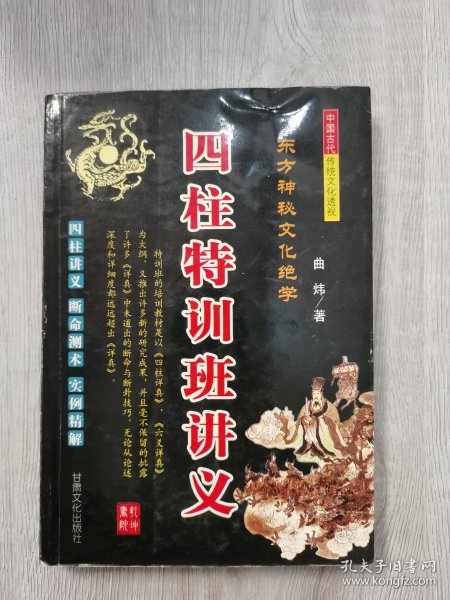 中国古代
传统文化透视
东方神秘文化绝学
曲炜/著
四柱特训班讲义
特训班的培训教材是以《四柱详真》、《六爻详真》
为大纲，又推出许多新的研究成果，并且毫不保留的披露
了许多《详真》中未道出的断命与断卦技巧，无论从论述
深度和详细度都远远超出《详真》。
四柱讲义 断命测术 实例精解
甘肃文化出版社
孔夫子旧书网
www.kongfz.com